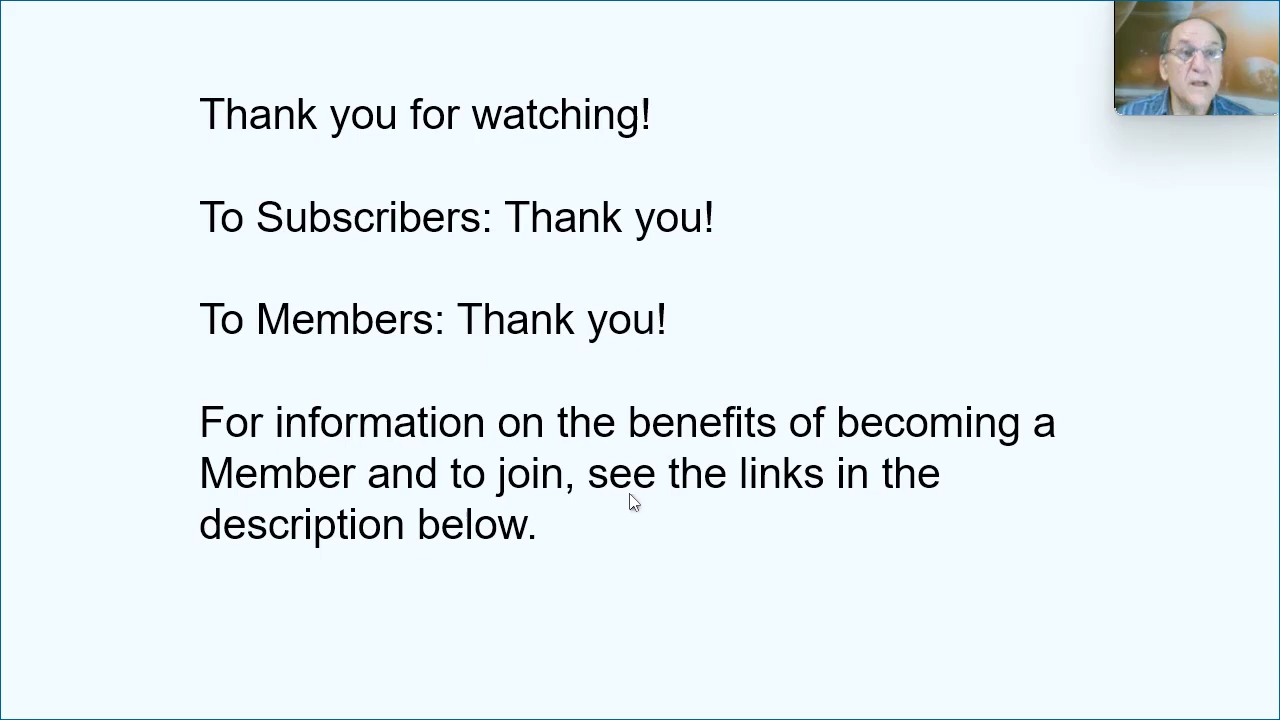 Thank you for watching!
To Subscribers: Thank you!
To Members: Thank you!
For information on the benefits of becoming a
Member and to join, see the links in the
description below.